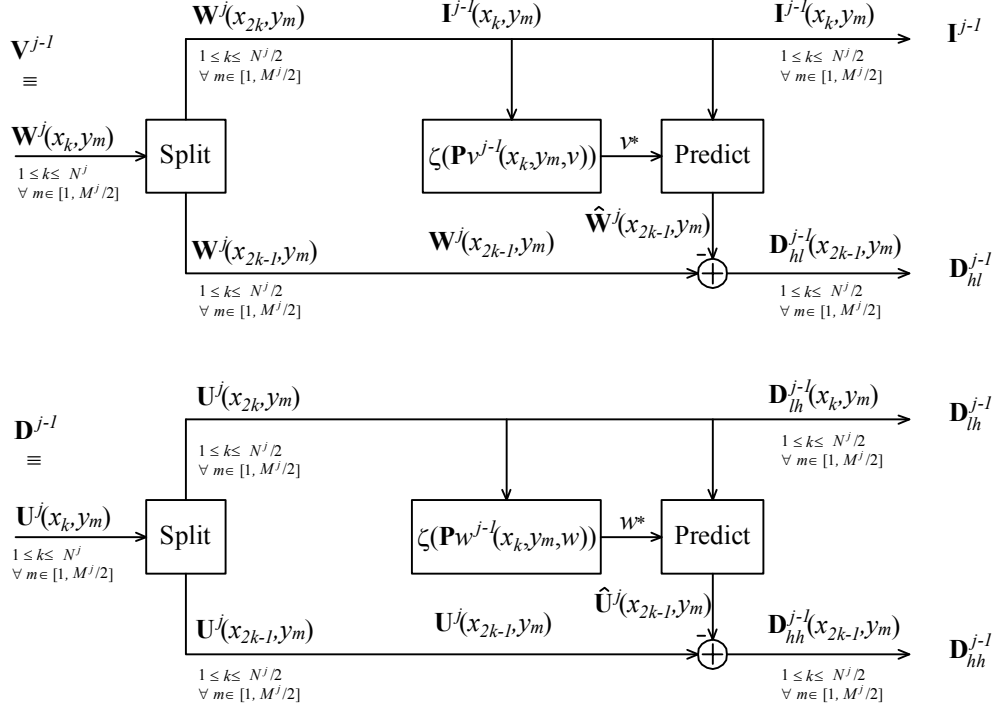 W^j(x_{2k},y_m) I^{j-1}(x_k,y_m) I^{j-1}(x_k,y_m) I^{j-1}
1 ≤ k ≤ N^j/2 1 ≤ k ≤ N^j/2
∀ m∈ [1, M^j/2] ∀ m∈ [1, M^j/2]
V^{j-1}
≡
W^j(x_k,y_m)
1 ≤ k ≤ N^j
∀ m∈ [1, M^j/2]
Split ζ(Pv^{j-1}(x_k,y_m,v)) v* Predict
Ŵ^j(x_{2k-1},y_m)
W^j(x_{2k-1},y_m) W^j(x_{2k-1},y_m) - + D_{hl}^{j-1}(x_{2k-1},y_m) D_{hl}^{j-1}
1 ≤ k ≤ N^j/2 1 ≤ k ≤ N^j/2
∀ m∈ [1, M^j/2] ∀ m∈ [1, M^j/2]
U^j(x_{2k},y_m) D_{lh}^{j-1}(x_k,y_m) D_{lh}^{j-1}
1 ≤ k ≤ N^j/2 1 ≤ k ≤ N^j/2
∀ m∈ [1, M^j/2] ∀ m∈ [1, M^j/2]
D^{j-1}
≡
U^j(x_k,y_m)
1 ≤ k ≤ N^j
∀ m∈ [1, M^j/2]
Split ζ(Pw^{j-1}(x_k,y_m,w)) w* Predict
Û^j(x_{2k-1},y_m)
U^j(x_{2k-1},y_m) U^j(x_{2k-1},y_m) - + D_{hh}^{j-1}(x_{2k-1},y_m) D_{hh}^{j-1}
1 ≤ k ≤ N^j/2 1 ≤ k ≤ N^j/2
∀ m∈ [1, M^j/2] ∀ m∈ [1, M^j/2]